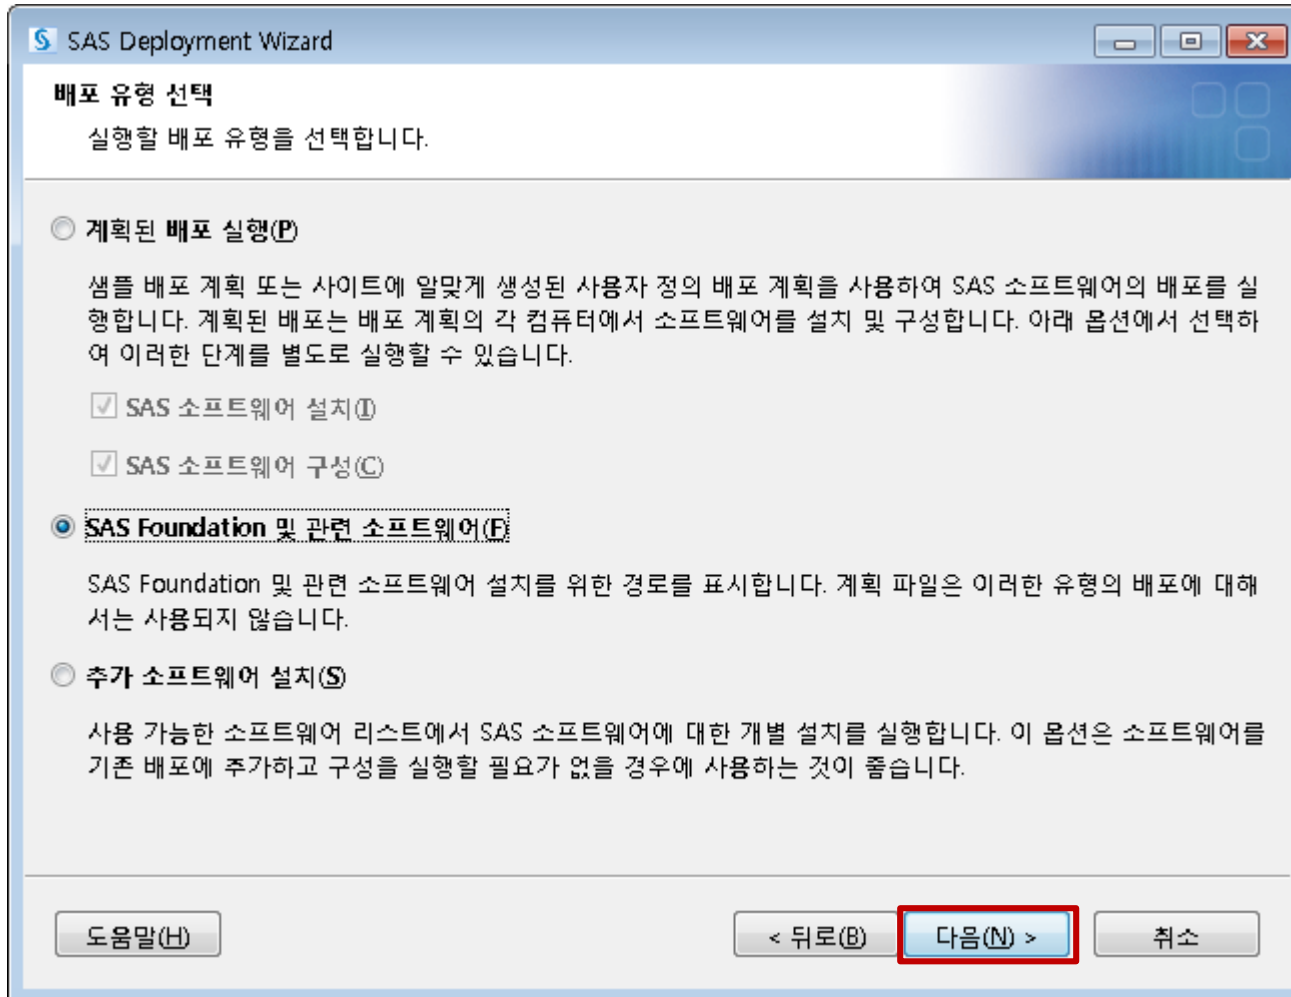 SAS Deployment Wizard
배포 유형 선택
실행할 배포 유형을 선택합니다.
계획된 배포 실행(P)
샘플 배포 계획 또는 사이트에 알맞게 생성된 사용자 정의 배포 계획을 사용하여 SAS 소프트웨어의 배포를 실
행합니다. 계획된 배포는 배포 계획의 각 컴퓨터에서 소프트웨어를 설치 및 구성합니다. 아래 옵션에서 선택하
여 이러한 단계를 별도로 실행할 수 있습니다.
SAS 소프트웨어 설치(I)
SAS 소프트웨어 구성(C)
SAS Foundation 및 관련 소프트웨어(F)
SAS Foundation 및 관련 소프트웨어 설치를 위한 경로를 표시합니다. 계획 파일은 이러한 유형의 배포에 대해
서는 사용되지 않습니다.
추가 소프트웨어 설치(S)
사용 가능한 소프트웨어 리스트에서 SAS 소프트웨어에 대한 개별 설치를 실행합니다. 이 옵션은 소프트웨어를
기존 배포에 추가하고 구성을 실행할 필요가 없을 경우에 사용하는 것이 좋습니다.
도움말(H) < 뒤로(B) 다음(N) > 취소